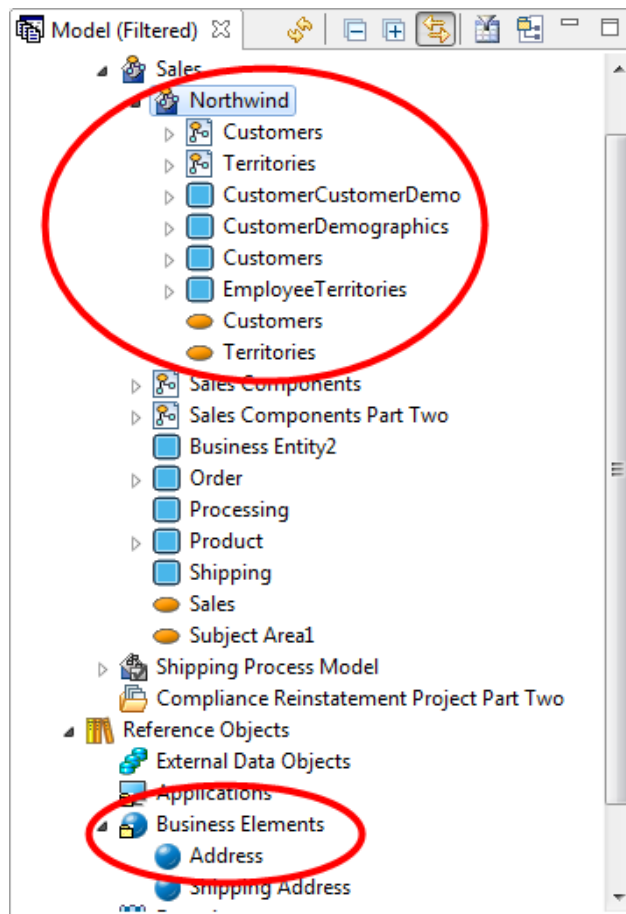 Model (Filtered)
Sales
Northwind
Customers
Territories
CustomerCustomerDemo
CustomerDemographics
Customers
EmployeeTerritories
Customers
Territories
Sales Components
Sales Components Part Two
Business Entity2
Order
Processing
Product
Shipping
Sales
Subject Area1
Shipping Process Model
Compliance Reinstatement Project Part Two
Reference Objects
External Data Objects
Applications
Business Elements
Address
Shipping Address